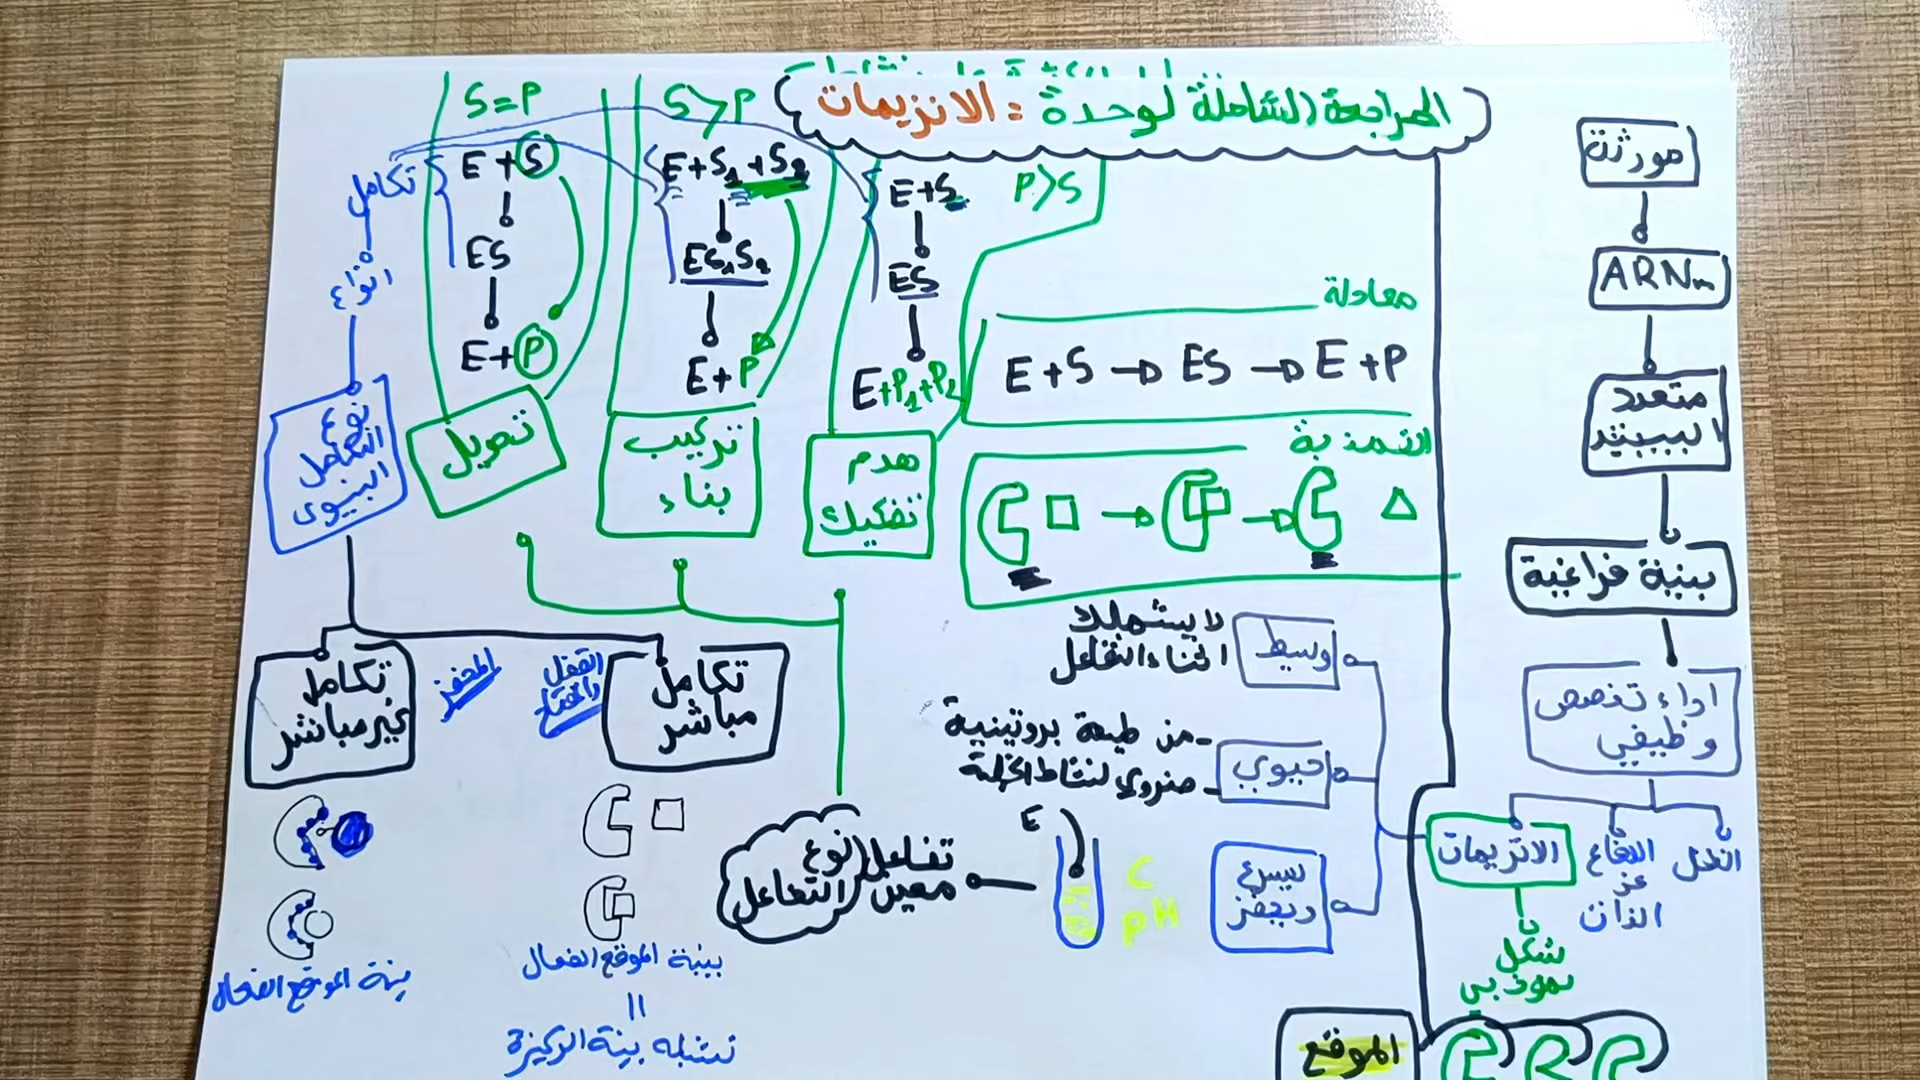 المراجعة الشاملة لوحدة : الانزيمات
مورثة
ARNm
متعدد
الببتيد
بنية فراغية
اداء تخصص
وظيفي
النقل
الدفاع
عن
الذات
الانزيمات
شكل
نموذجي
الموقع
معادلة
E + S → ES → E + P
النمذجة
وسيط
لا يستهلك
اثناء التفاعل
حيوي
- من طبيعة بروتينية
- ضروري لنشاط الخلية
يسرع
ويحفز
E
C
PH
تفاعل
معين
نوع
التفاعل
P>S
E+S
ES
E+P1+P2
هدم
تفكيك
S>P
E+S1+S2
ES1S2
E+P
تركيب
بناء
S=P
E+S
ES
E+P
تحويل
تكامل
انواع
نوع
التكامل
البنيوي
تكامل
مباشر
القفل
والمفتاح
بنية الموقع الفعال
=
تشبه بنية الركيزة
تكامل
غير مباشر
المحفز
بنية الموقع الفعال